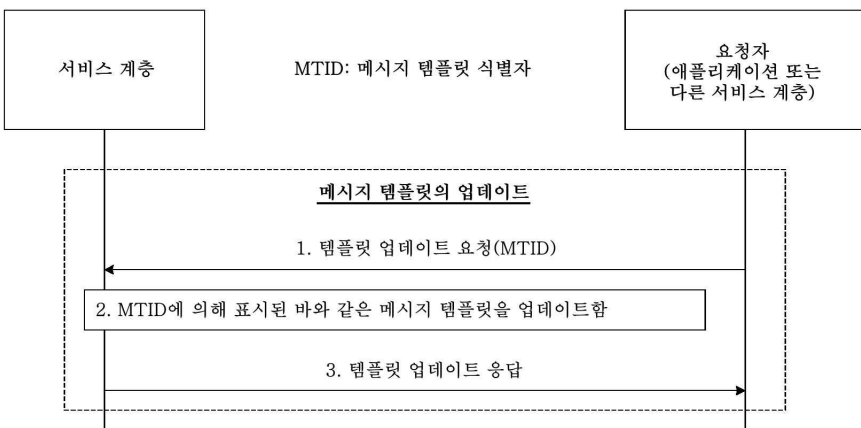 서비스 계층
MTID: 메시지 템플릿 식별자
요청자
(애플리케이션 또는
다른 서비스 계층)
메시지 템플릿의 업데이트
1. 템플릿 업데이트 요청(MTID)
2. MTID에 의해 표시된 바와 같은 메시지 템플릿을 업데이트함
3. 템플릿 업데이트 응답